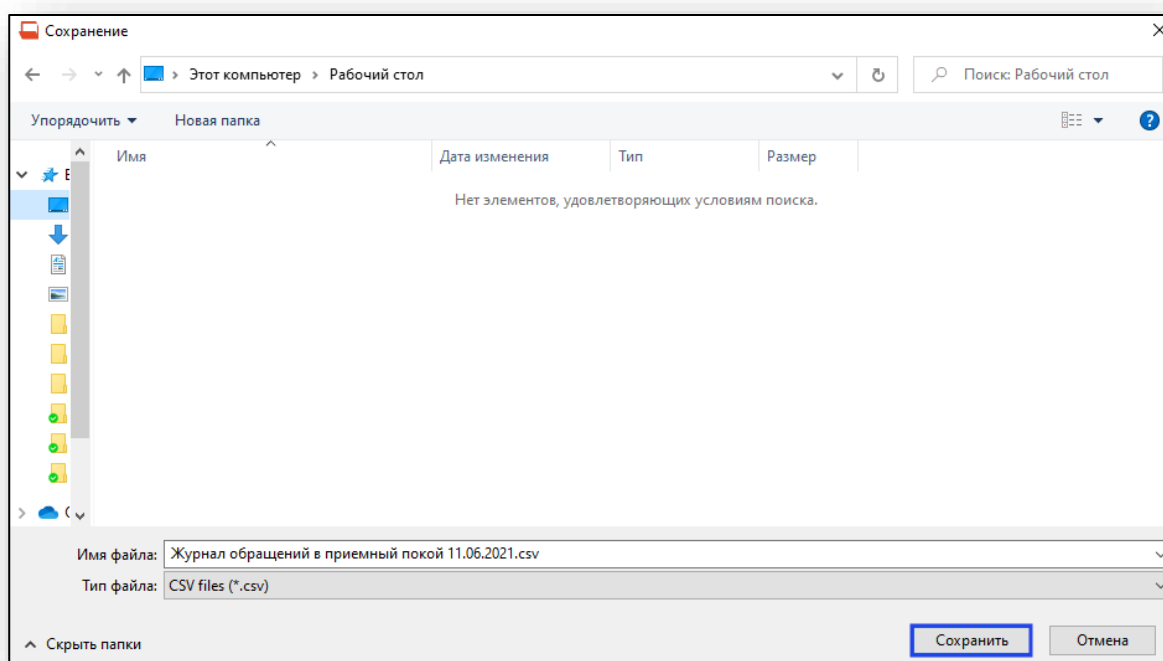 Сохранение
Этот компьютер › Рабочий стол
Поиск: Рабочий стол
Упорядочить
Новая папка
Имя
Дата изменения
Тип
Размер
Нет элементов, удовлетворяющих условиям поиска.
Имя файла: Журнал обращений в приемный покой 11.06.2021.csv
Тип файла: CSV files (*.csv)
Скрыть папки
Сохранить
Отмена